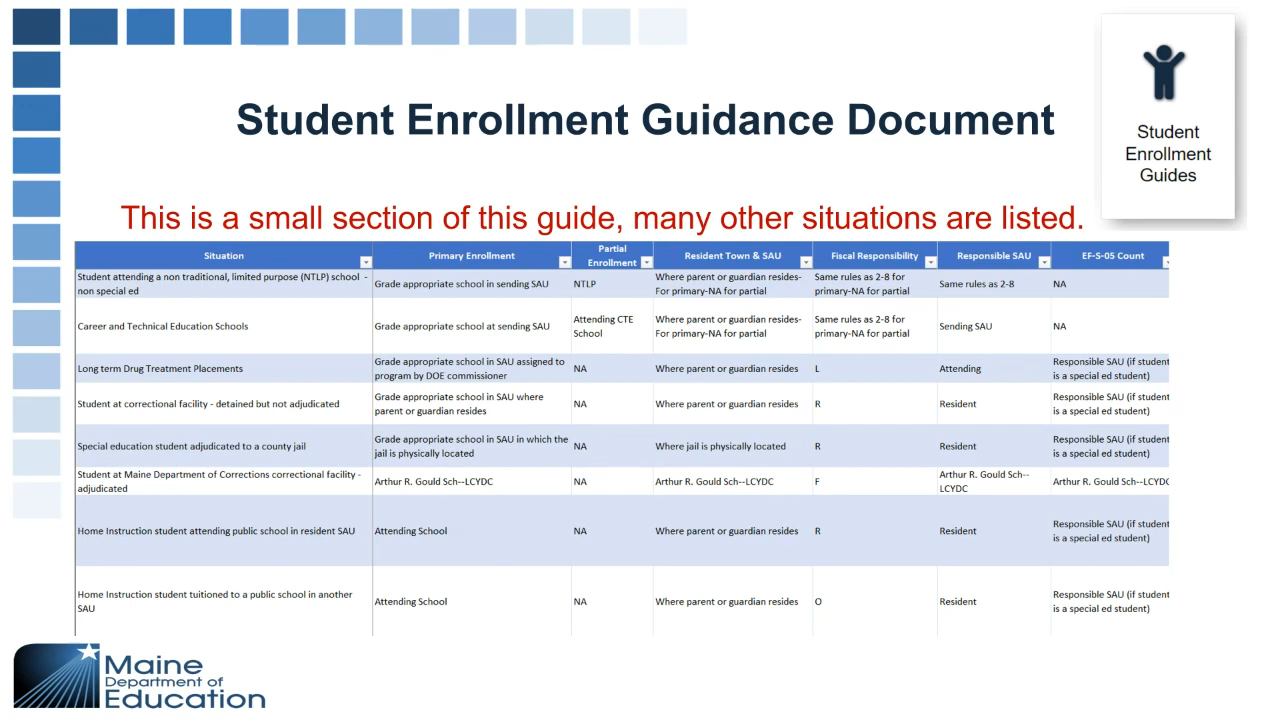 Student Enrollment Guidance Document
Student
Enrollment
Guides
This is a small section of this guide, many other situations are listed.
Situation Primary Enrollment Partial Enrollment Resident Town & SAU Fiscal Responsibility Responsible SAU EF-S-05 Count
Student attending a non traditional, limited purpose (NTLP) school - non special ed Grade appropriate school in sending SAU NTLP Where parent or guardian resides- For primary-NA for partial Same rules as 2-8 for primary-NA for partial Same rules as 2-8 NA
Career and Technical Education Schools Grade appropriate school at sending SAU Attending CTE School Where parent or guardian resides- For primary-NA for partial Same rules as 2-8 for primary-NA for partial Sending SAU NA
Long term Drug Treatment Placements Grade appropriate school in SAU assigned to program by DOE commissioner NA Where parent or guardian resides L Attending Responsible SAU (if student is a special ed student)
Student at correctional facility - detained but not adjudicated Grade appropriate school in SAU where parent or guardian resides NA Where parent or guardian resides R Resident Responsible SAU (if student is a special ed student)
Special education student adjudicated to a county jail Grade appropriate school in SAU in which the jail is physically located NA Where jail is physically located R Resident Responsible SAU (if student is a special ed student)
Student at Maine Department of Corrections correctional facility - adjudicated Arthur R. Gould Sch--LCYDC NA Arthur R. Gould Sch--LCYDC F Arthur R. Gould Sch--LCYDC Arthur R. Gould Sch--LCYDC
Home Instruction student attending public school in resident SAU Attending School NA Where parent or guardian resides R Resident Responsible SAU (if student is a special ed student)
Home Instruction student tuitioned to a public school in another SAU Attending School NA Where parent or guardian resides O Resident Responsible SAU (if student is a special ed student)
Maine
Department of
Education